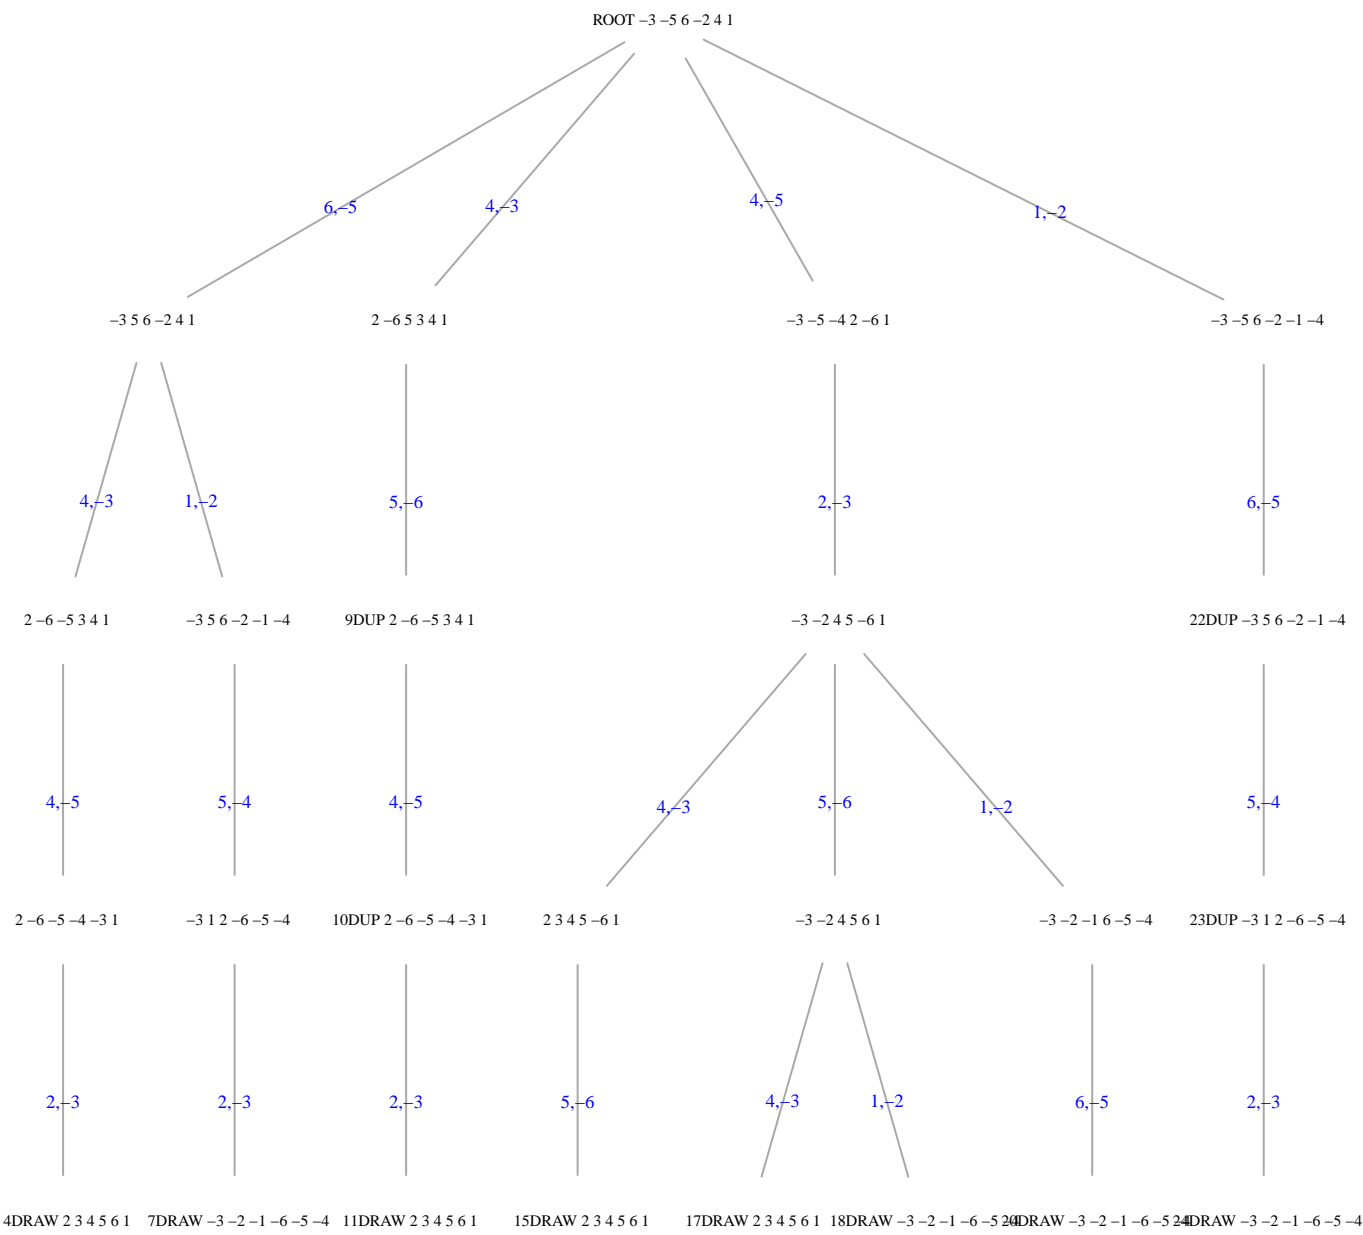 ROOT −3 −5 6 −2 4 1
6,−5 4,−3 4,−5 1,−2
−3 5 6 −2 4 1 2 −6 5 3 4 1 −3 −5 −4 2 −6 1 −3 −5 6 −2 −1 −4
4,−3 1,−2 5,−6 2,−3 6,−5
2 −6 −5 3 4 1 −3 5 6 −2 −1 −4 9DUP 2 −6 −5 3 4 1 −3 −2 4 5 −6 1 22DUP −3 5 6 −2 −1 −4
4,−5 5,−4 4,−5 4,−3 5,−6 1,−2 5,−4
2 −6 −5 −4 −3 1 −3 1 2 −6 −5 −4 10DUP 2 −6 −5 −4 −3 1 2 3 4 5 −6 1 −3 −2 4 5 6 1 −3 −2 −1 6 −5 −4 23DUP −3 1 2 −6 −5 −4
2,−3 2,−3 2,−3 5,−6 4,−3 1,−2 6,−5 2,−3
4DRAW 2 3 4 5 6 1 7DRAW −3 −2 −1 −6 −5 −4 11DRAW 2 3 4 5 6 1 15DRAW 2 3 4 5 6 1 17DRAW 2 3 4 5 6 1 18DRAW −3 −2 −1 −6 −5 −4 20DRAW −3 −2 −1 −6 −5 −4 24DRAW −3 −2 −1 −6 −5 −4